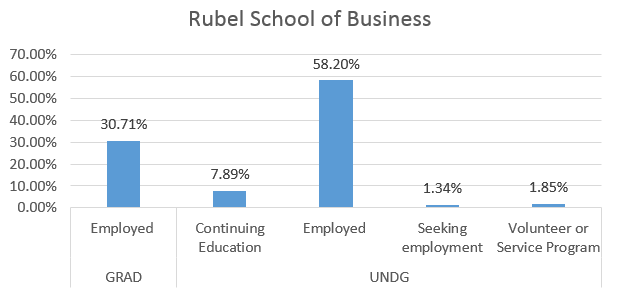 Rubel School of Business
70.00%
60.00%
50.00%
40.00%
30.00%
20.00%
10.00%
0.00%
30.71%
7.89%
58.20%
1.34%
1.85%
Employed
Continuing
Education
Employed
Seeking
employment
Volunteer or
Service Program
GRAD
UNDG